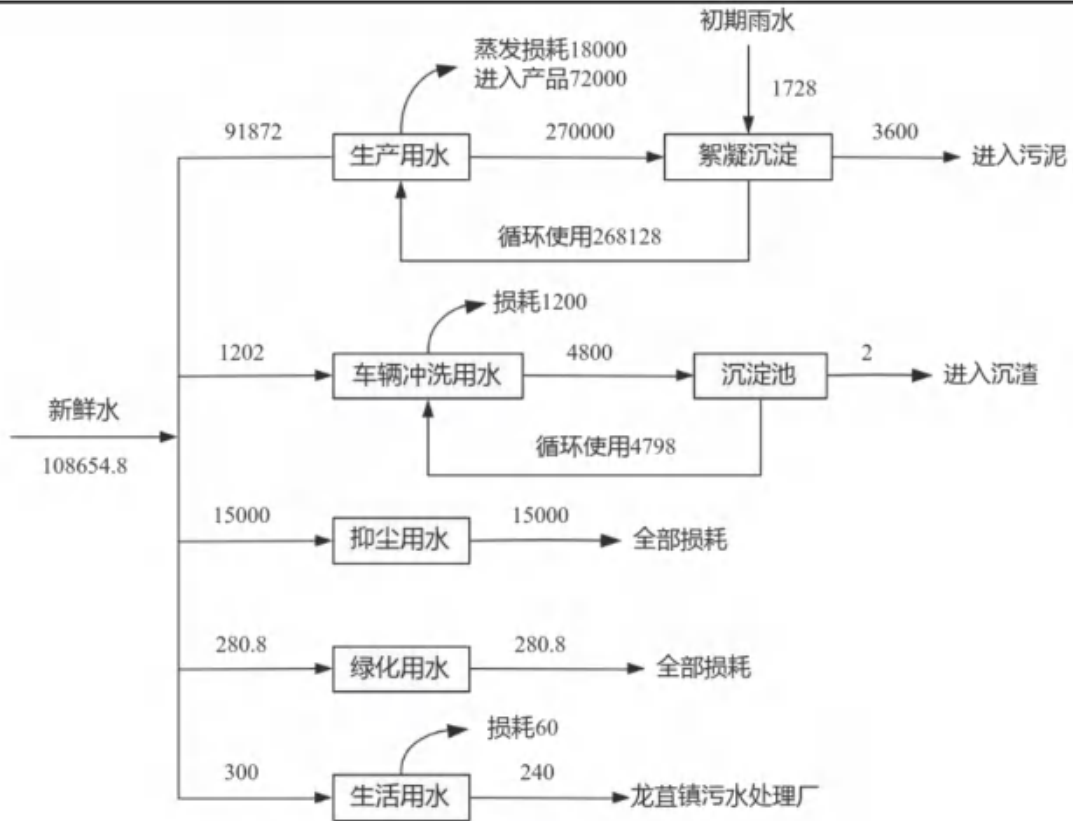 初期雨水
蒸发损耗18000
进入产品72000
1728
91872
生产用水
270000
絮凝沉淀
3600
进入污泥
循环使用268128
损耗1200
1202
车辆冲洗用水
4800
沉淀池
2
进入沉渣
循环使用4798
新鲜水
108654.8
15000
抑尘用水
15000
全部损耗
280.8
绿化用水
280.8
全部损耗
损耗60
300
生活用水
240
龙苴镇污水处理厂